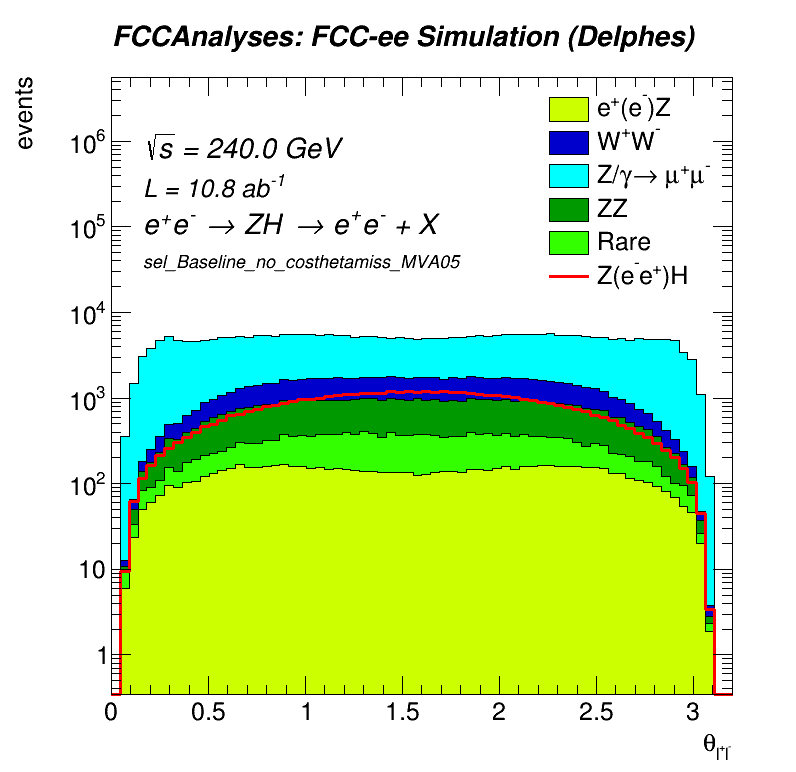 FCCAnalyses: FCC-ee Simulation (Delphes)
events
√s = 240.0 GeV
L = 10.8 ab⁻¹
e⁺e⁻ → ZH → e⁺e⁻ + X
sel_Baseline_no_costhetamiss_MVA05
e⁺(e⁻)Z
W⁺W⁻
Z/γ→ μ⁺μ⁻
ZZ
Rare
Z(e⁻e⁺)H
10⁶
10⁵
10⁴
10³
10²
10
1
0 0.5 1 1.5 2 2.5 3
θ_l⁺l⁻